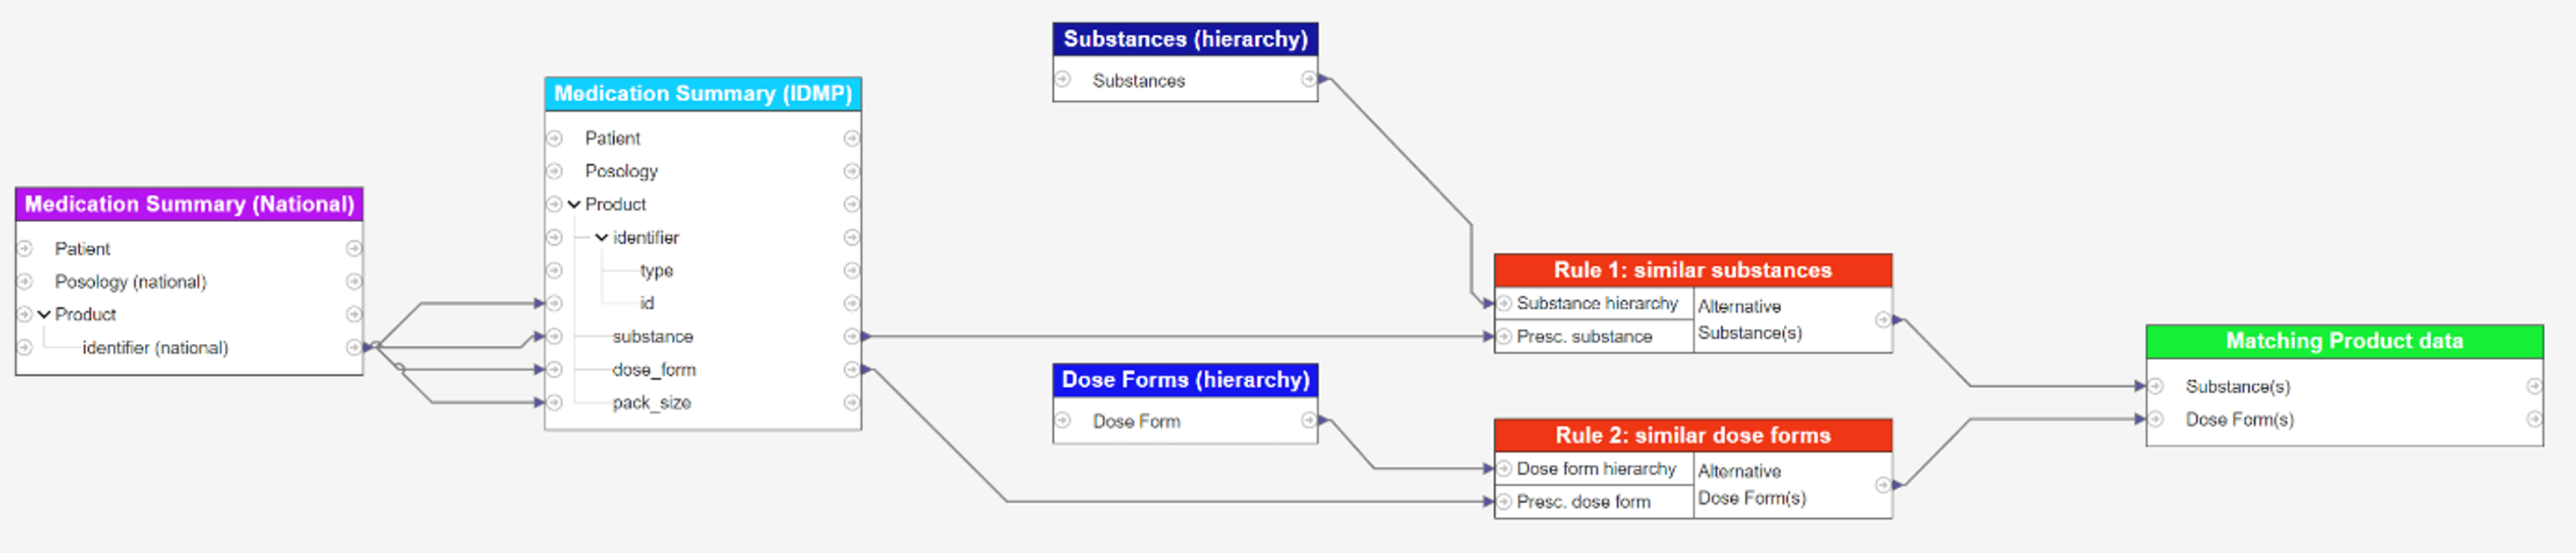 Medication Summary (National)
Patient
Posology (national)
Product
identifier (national)
Medication Summary (IDMP)
Patient
Posology
Product
identifier
type
id
substance
dose_form
pack_size
Substances (hierarchy)
Substances
Dose Forms (hierarchy)
Dose Form
Rule 1: similar substances
Substance hierarchy
Presc. substance
Alternative
Substance(s)
Rule 2: similar dose forms
Dose form hierarchy
Presc. dose form
Alternative
Dose Form(s)
Matching Product data
Substance(s)
Dose Form(s)